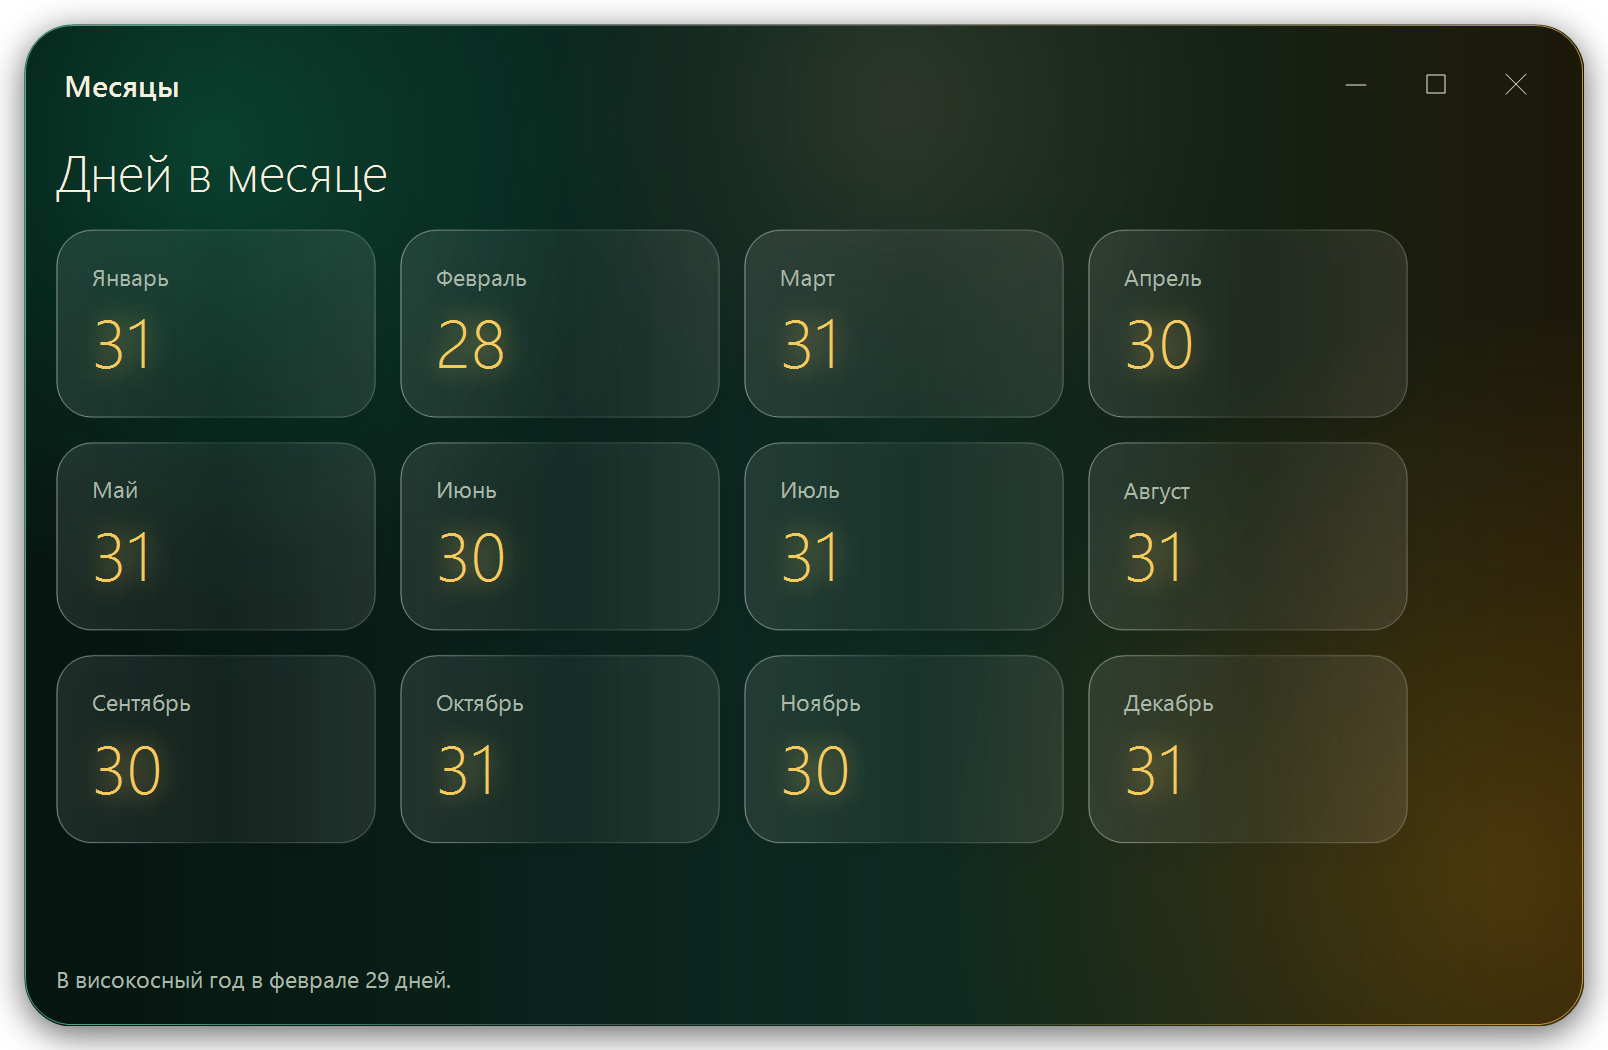 Месяцы
Дней в месяце
Январь
31
Февраль
28
Март
31
Апрель
30
Май
31
Июнь
30
Июль
31
Август
31
Сентябрь
30
Октябрь
31
Ноябрь
30
Декабрь
31
В високосный год в феврале 29 дней.